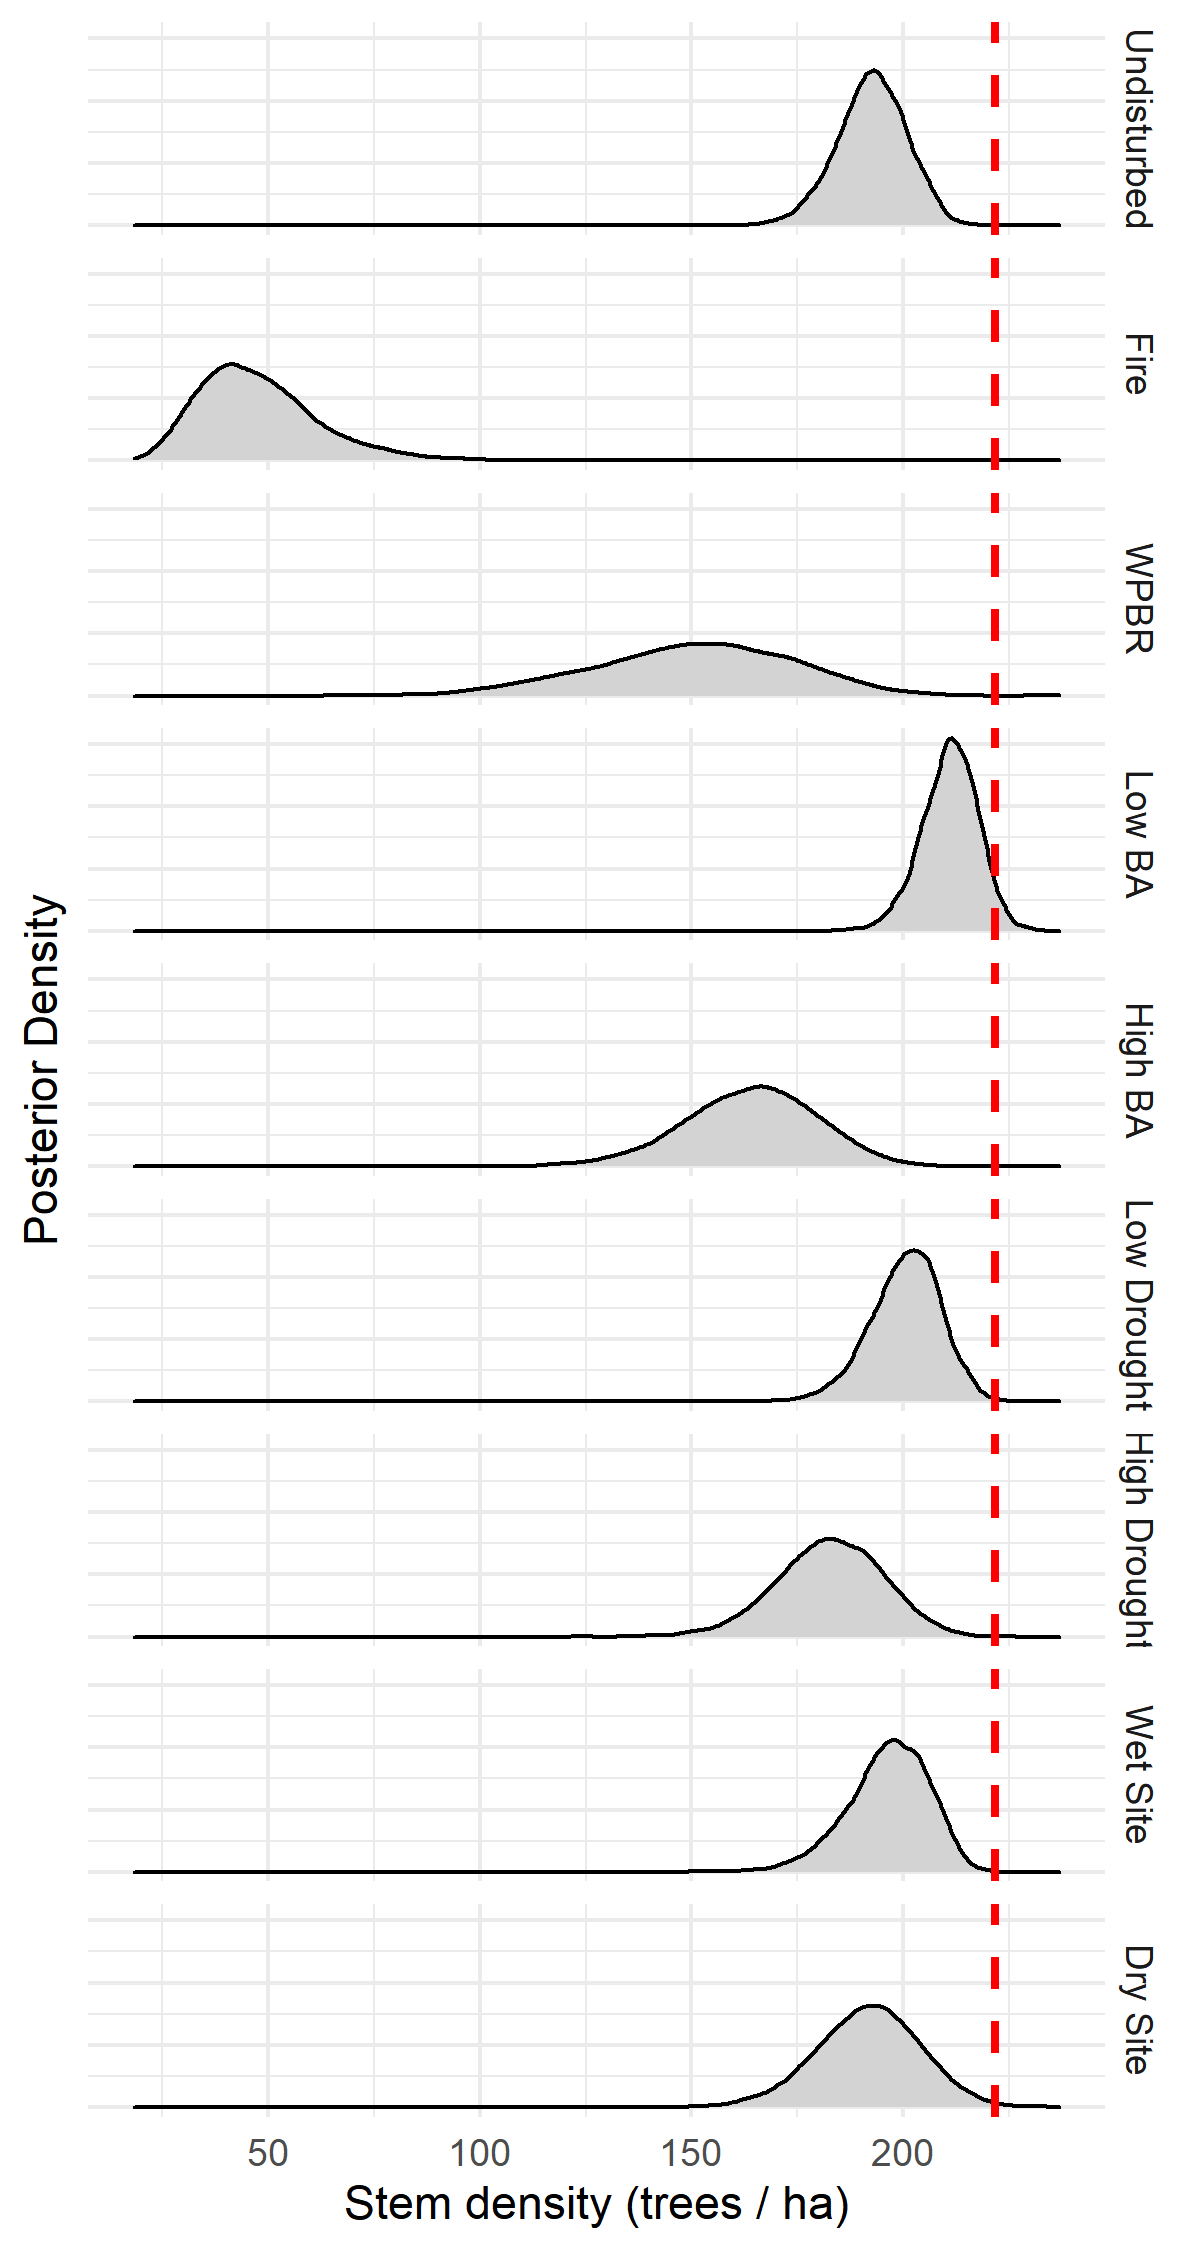 Undisturbed
Fire
WPBR
Low BA
High BA
Low Drought
High Drought
Wet Site
Dry Site
Posterior Density
50 100 150 200
Stem density (trees / ha)